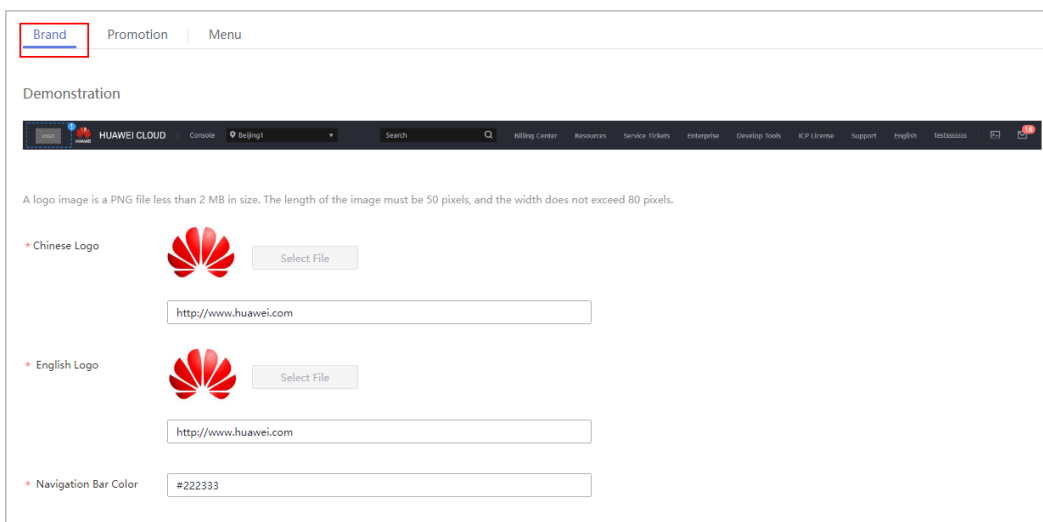 Brand Promotion Menu
Demonstration
LOGO 1 HUAWEI HUAWEI CLOUD Console Beijing1 Search Billing Center Resources Service Tickets Enterprise Develop Tools ICP License Support English 18
A logo image is a PNG file less than 2 MB in size. The length of the image must be 50 pixels, and the width does not exceed 80 pixels.
* Chinese Logo Select File
http://www.huawei.com
* English Logo Select File
http://www.huawei.com
* Navigation Bar Color #222333